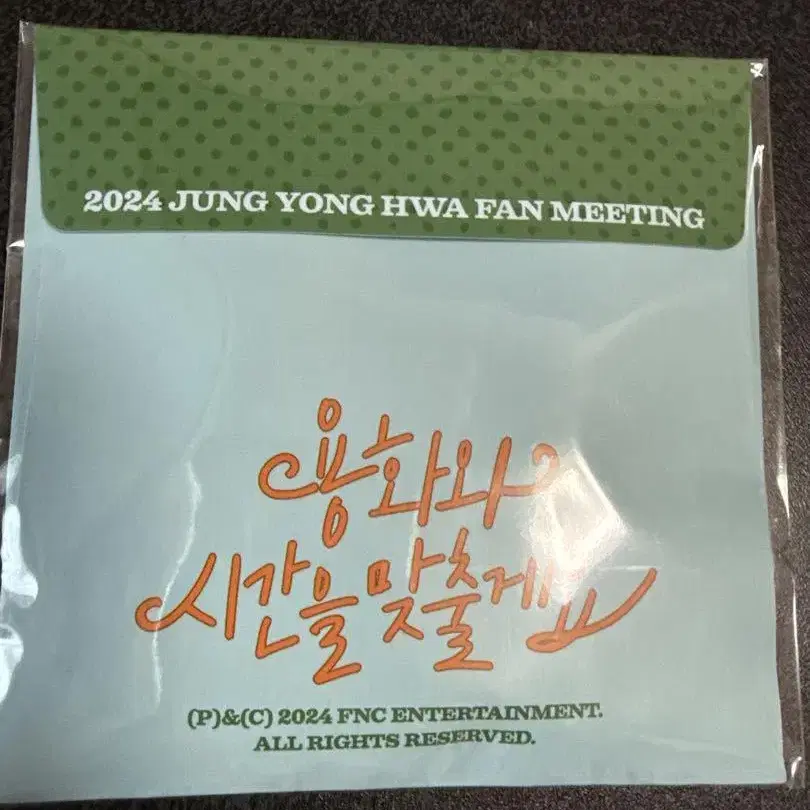 2024 JUNG YONG HWA FAN MEETING
용화와
시간을 맞출게요
(P)&(C) 2024 FNC ENTERTAINMENT.
ALL RIGHTS RESERVED.